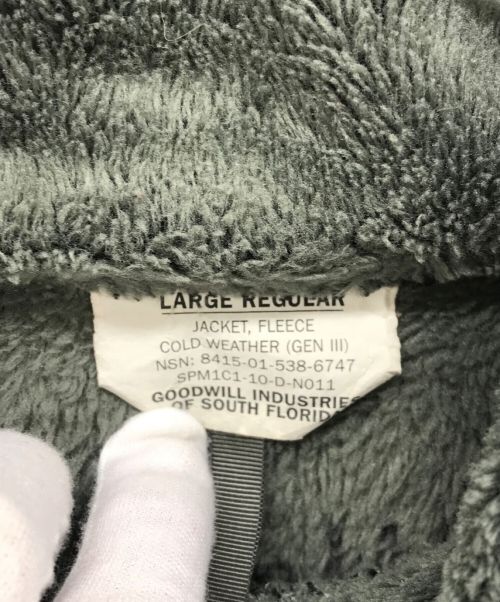 LARGE REGULAR
JACKET, FLEECE
COLD WEATHER (GEN III)
NSN: 8415-01-538-6747
SPM1C1-10-D-N011
GOODWILL INDUSTRIES
OF SOUTH FLORIDA